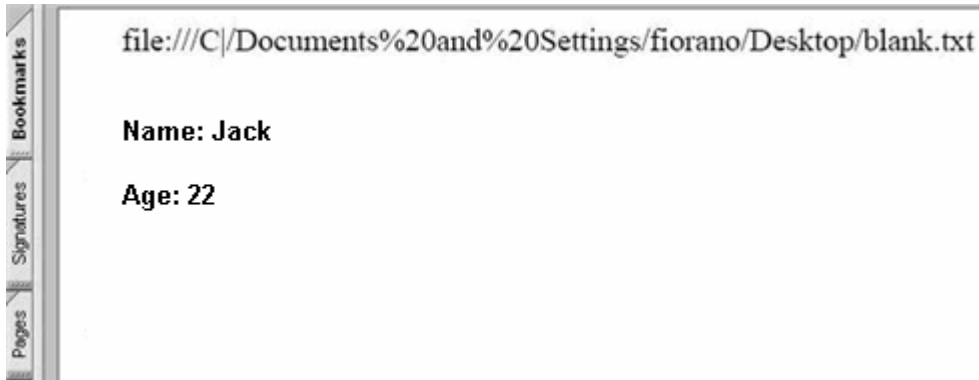 file:///C|/Documents%20and%20Settings/fiorano/Desktop/blank.txt
Name: Jack
Age: 22
Bookmarks
Signatures
Pages